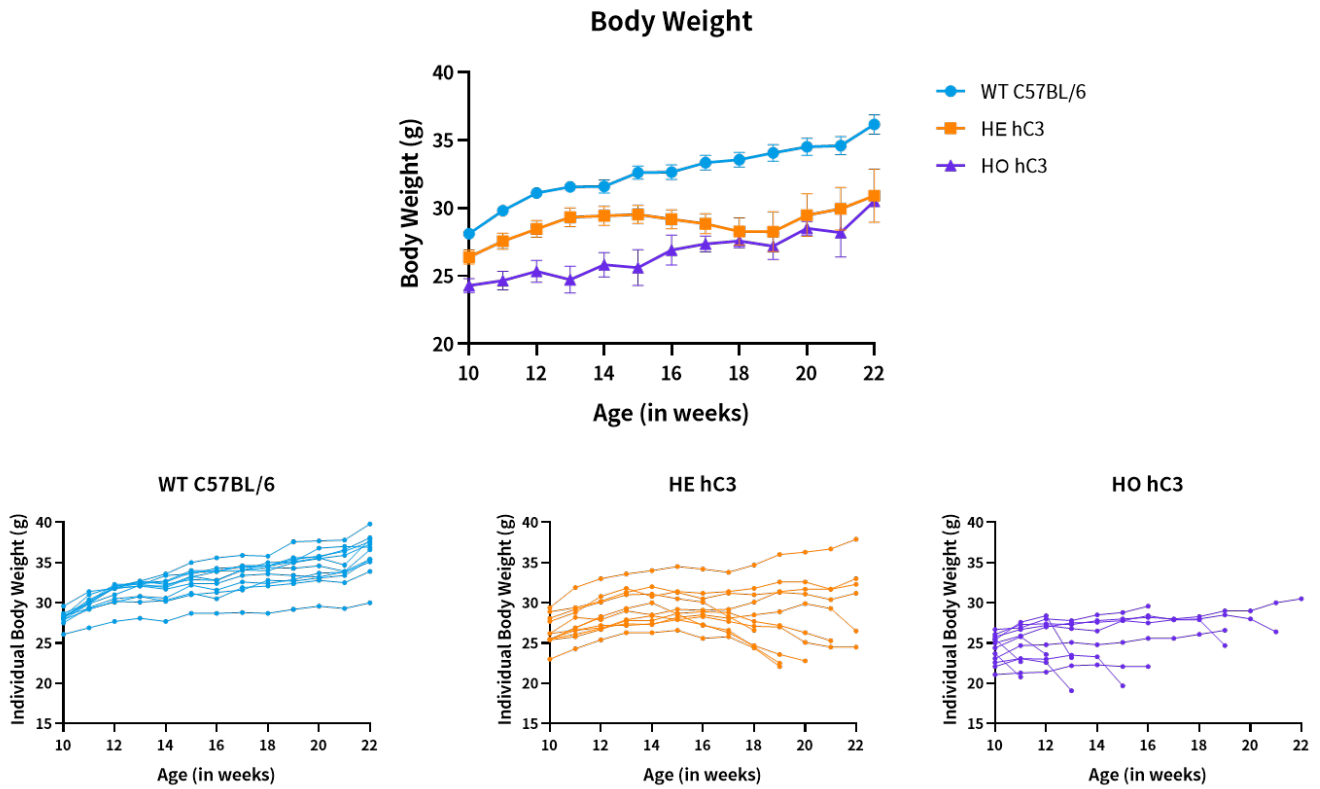 Body Weight
Body Weight (g)
40
35
30
25
20
10 12 14 16 18 20 22
Age (in weeks)
WT C57BL/6
HE hC3
HO hC3
WT C57BL/6
Individual Body Weight (g)
40
35
30
25
20
15
10 12 14 16 18 20 22
Age (in weeks)
HE hC3
Individual Body Weight (g)
40
35
30
25
20
15
10 12 14 16 18 20 22
Age (in weeks)
HO hC3
Individual Body Weight (g)
40
35
30
25
20
15
10 12 14 16 18 20 22
Age (in weeks)